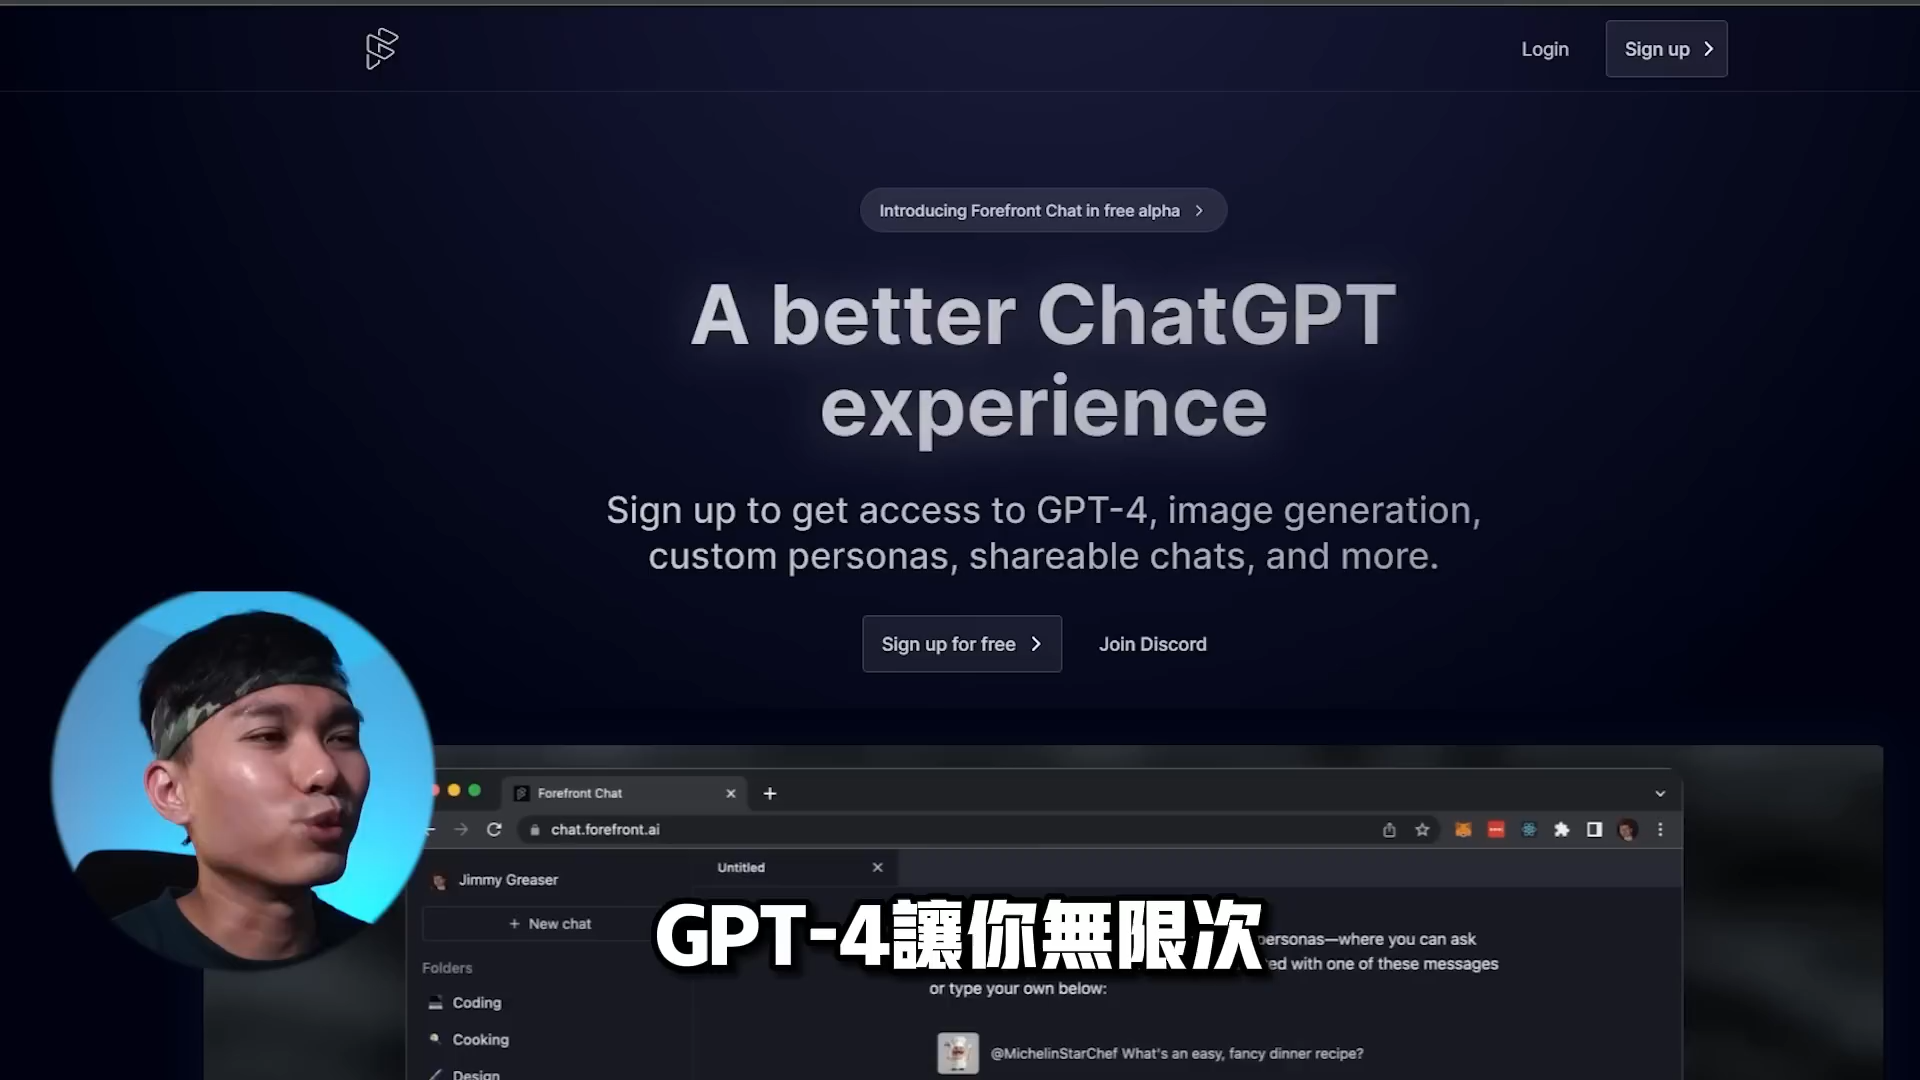 Login
Sign up
Introducing Forefront Chat in free alpha
A better ChatGPT
experience
Sign up to get access to GPT-4, image generation,
custom personas, shareable chats, and more.
Sign up for free
Join Discord
Forefront Chat
chat.forefront.ai
Untitled
Jimmy Greaser
+ New chat
GPT-4讓你無限次
personas—where you can ask
with one of these messages
or type your own below:
Folders
Coding
Cooking
@MichelinStarChef What's an easy, fancy dinner recipe?
Design